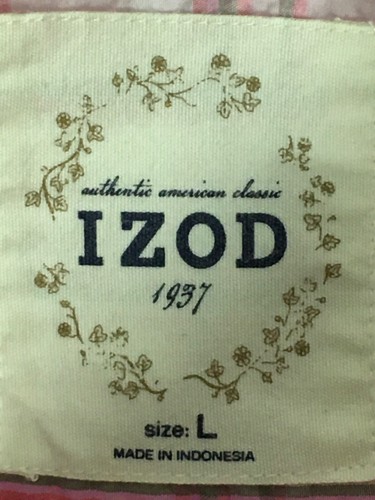 authentic american classic
IZOD
1937
size: L
MADE IN INDONESIA